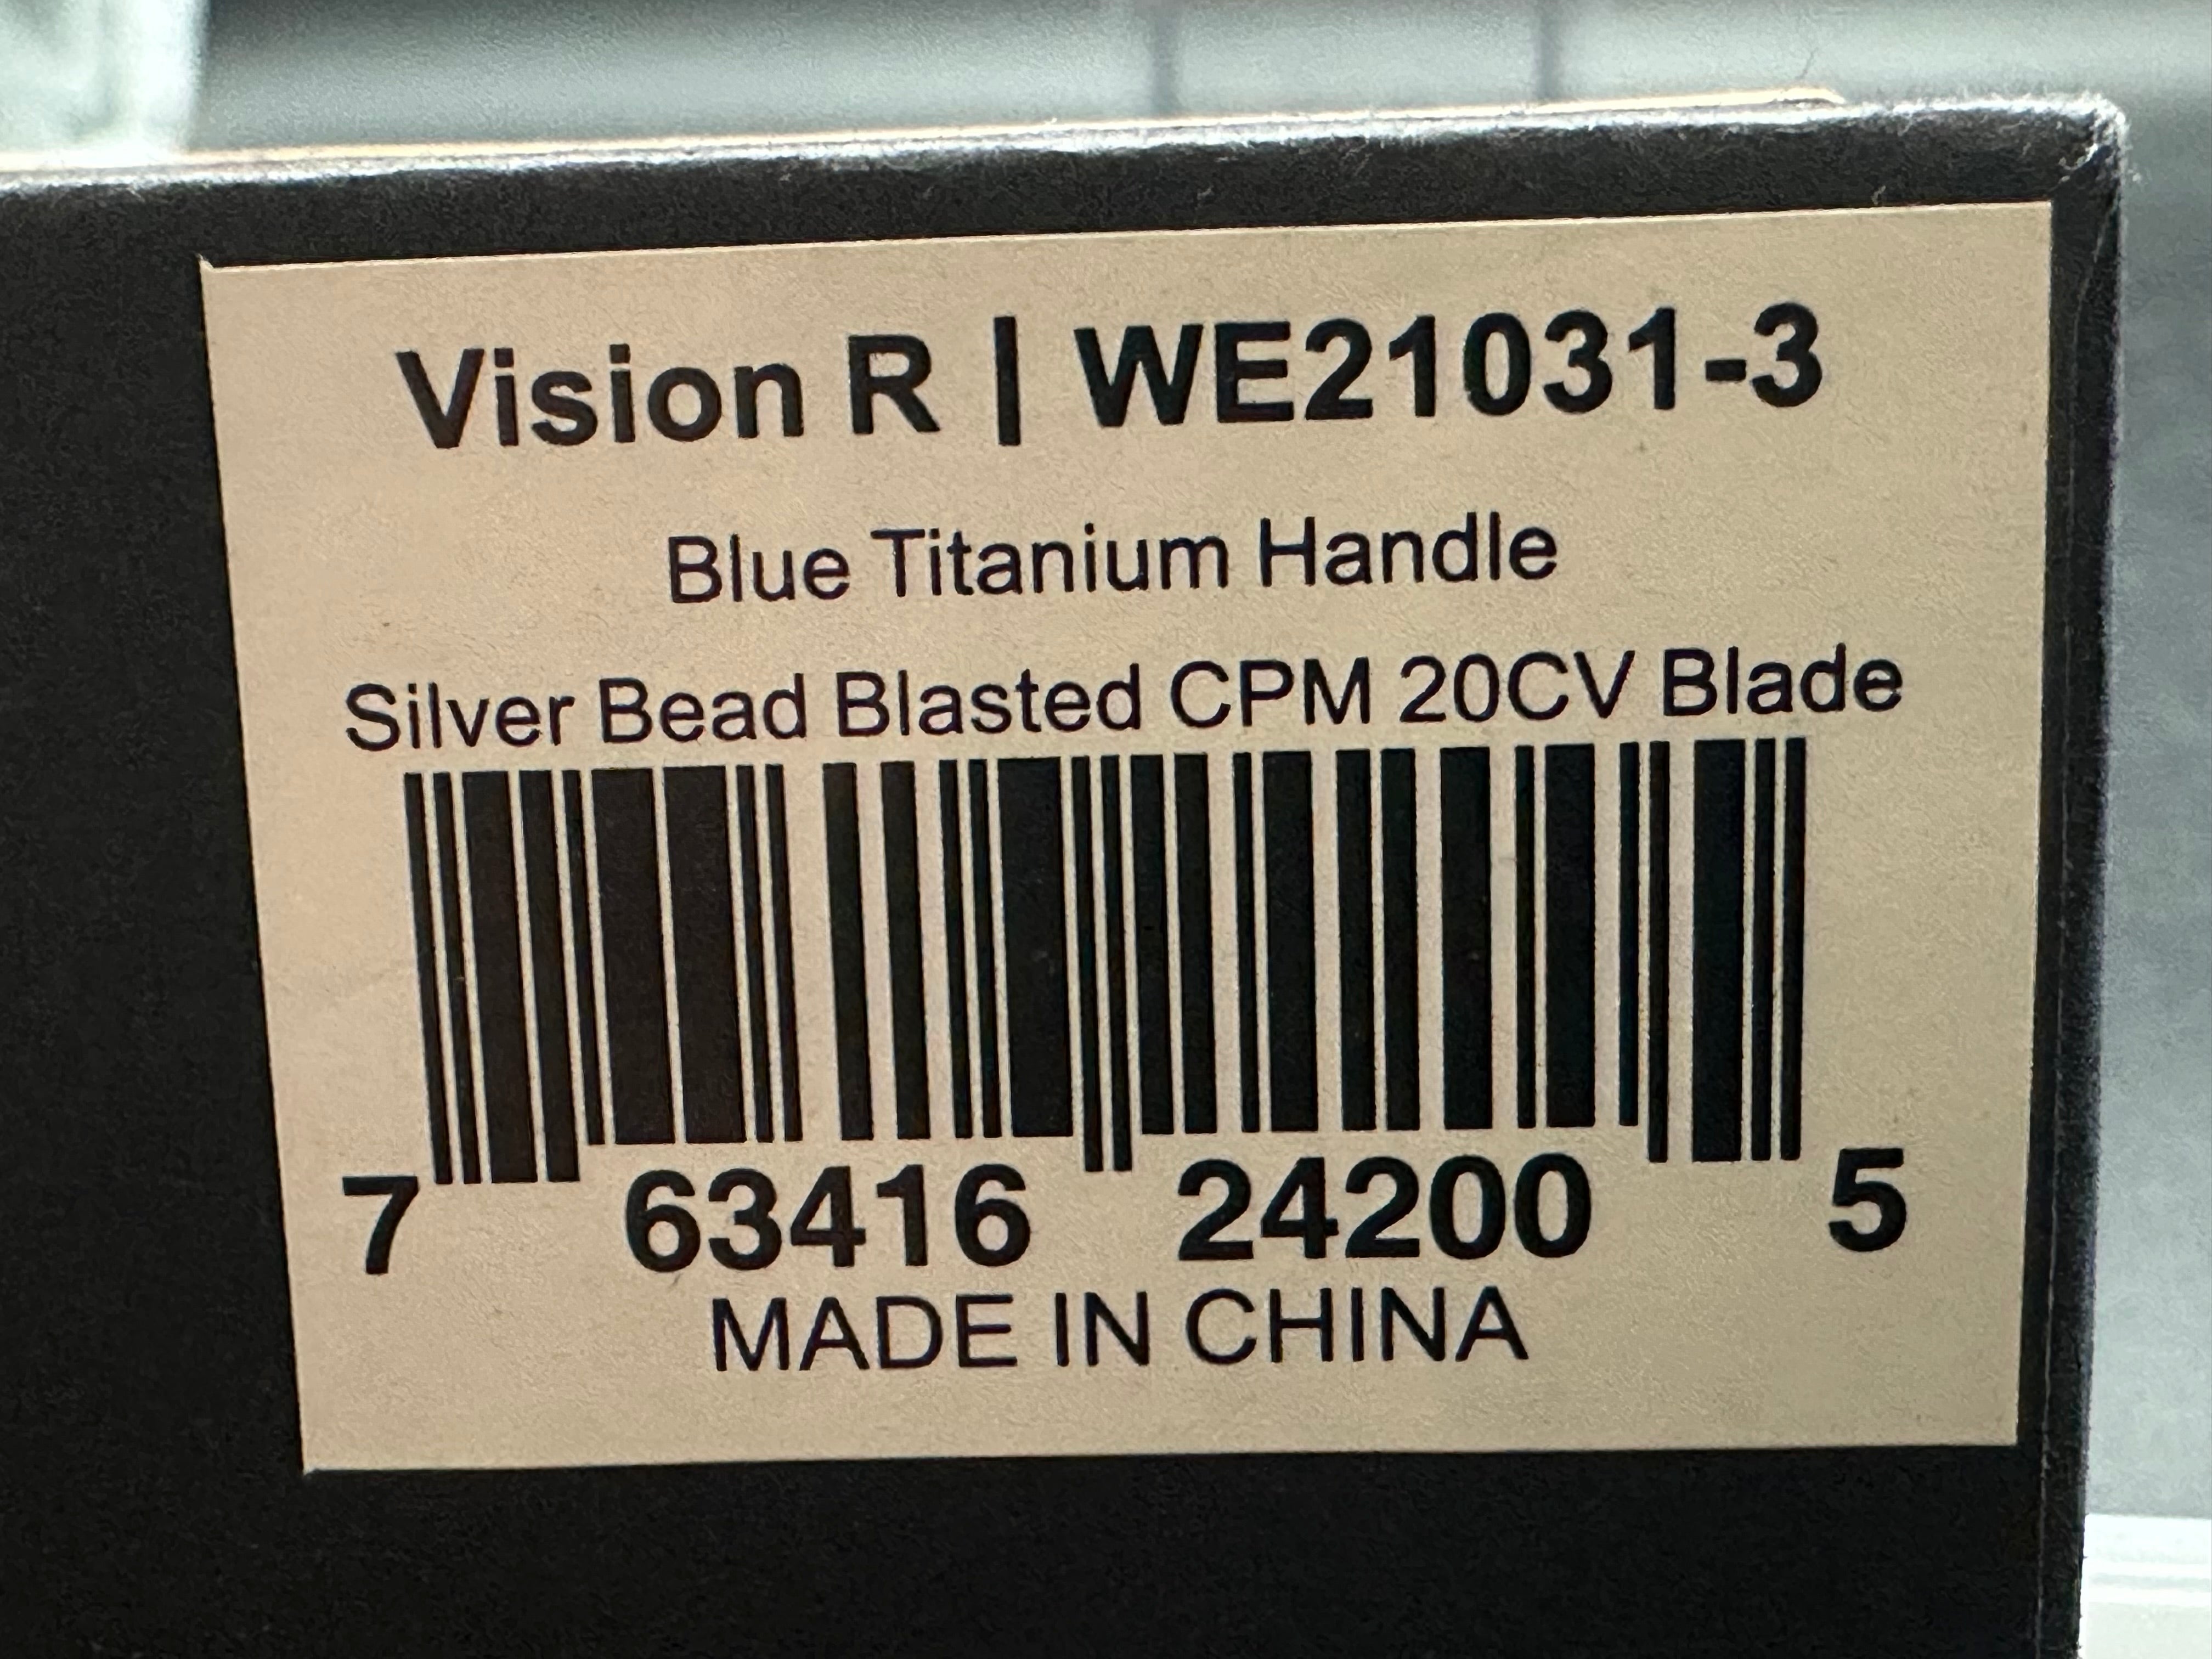 Vision R | WE21031-3
Blue Titanium Handle
Silver Bead Blasted CPM 20CV Blade
7 63416 24200 5
MADE IN CHINA